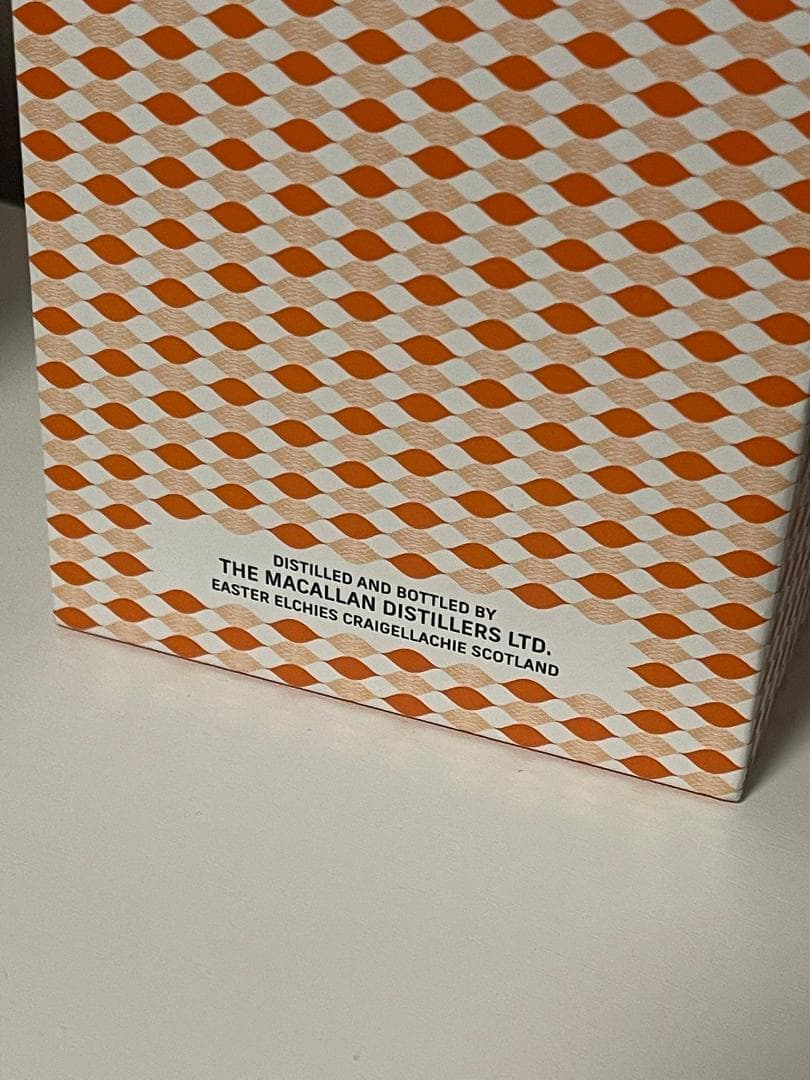 DISTILLED AND BOTTLED BY
THE MACALLAN DISTILLERS LTD.
EASTER ELCHIES CRAIGELLACHIE SCOTLAND